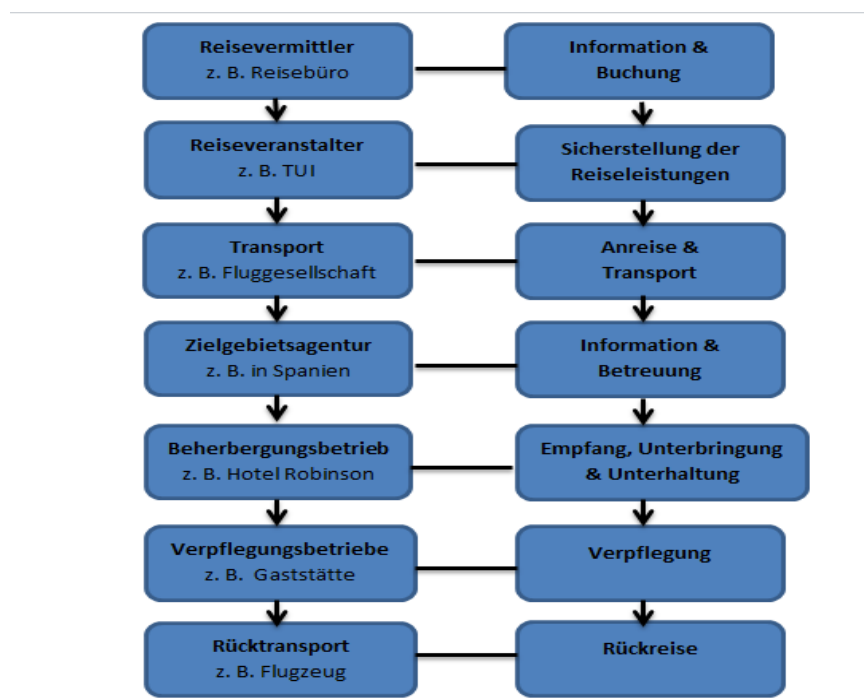 Reisevermittler
z. B. Reisebüro
Information &
Buchung
Reiseveranstalter
z. B. TUI
Sicherstellung der
Reiseleistungen
Transport
z. B. Fluggesellschaft
Anreise &
Transport
Zielgebietsagentur
z. B. in Spanien
Information &
Betreuung
Beherbergungsbetrieb
z. B. Hotel Robinson
Empfang, Unterbringung
& Unterhaltung
Verpflegungsbetriebe
z. B. Gaststätte
Verpflegung
Rücktransport
z. B. Flugzeug
Rückreise